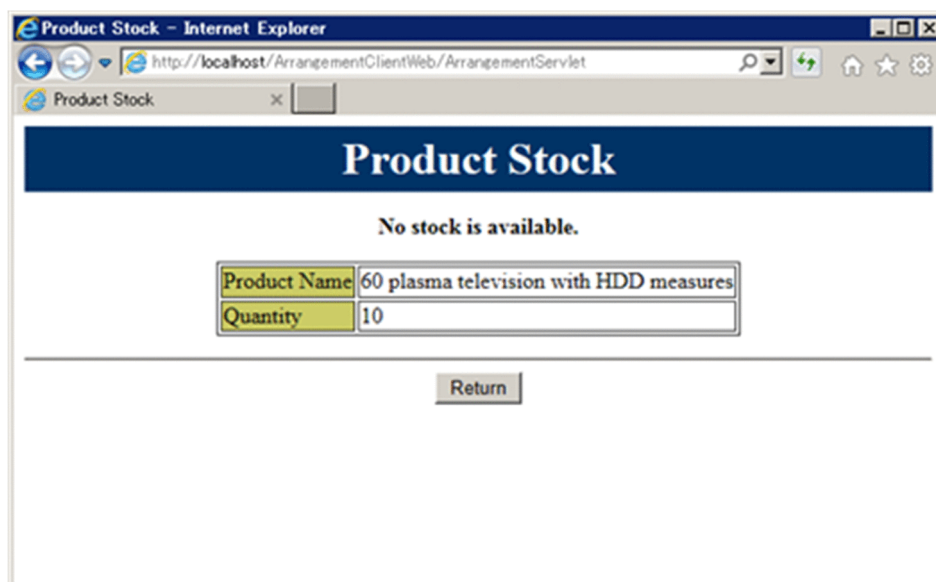 Product Stock - Internet Explorer
http://localhost/ArrangementClientWeb/ArrangementServlet
Product Stock
Product Stock
No stock is available.
Product Name 60 plasma television with HDD measures
Quantity 10
Return